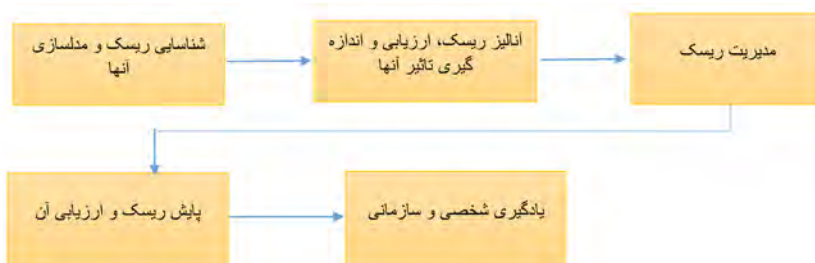 شناسایی ریسک و مدلسازی
آنها
آنالیز ریسک، ارزیابی و اندازه
گیری تاثیر آنها
مدیریت ریسک
پایش ریسک و ارزیابی آن
یادگیری شخصی و سازمانی